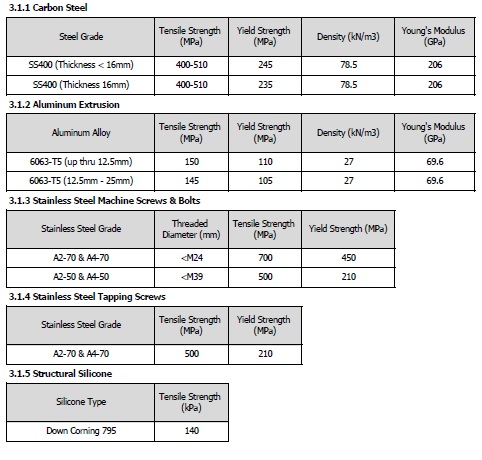 3.1.1 Carbon Steel
Steel Grade Tensile Strength (MPa) Yield Strength (MPa) Density (kN/m3) Young's Modulus (GPa)
SS400 (Thickness < 16mm) 400-510 245 78.5 206
SS400 (Thickness 16mm) 400-510 235 78.5 206
3.1.2 Aluminum Extrusion
Aluminum Alloy Tensile Strength (MPa) Yield Strength (MPa) Density (kN/m3) Young's Modulus (GPa)
6063-T5 (up thru 12.5mm) 150 110 27 69.6
6063-T5 (12.5mm - 25mm) 145 105 27 69.6
3.1.3 Stainless Steel Machine Screws & Bolts
Stainless Steel Grade Threaded Diameter (mm) Tensile Strength (MPa) Yield Strength (MPa)
A2-70 & A4-70 <M24 700 450
A2-50 & A4-50 <M39 500 210
3.1.4 Stainless Steel Tapping Screws
Stainless Steel Grade Tensile Strength (MPa) Yield Strength (MPa)
A2-70 & A4-70 500 210
3.1.5 Structural Silicone
Silicone Type Tensile Strength (kPa)
Down Corning 795 140